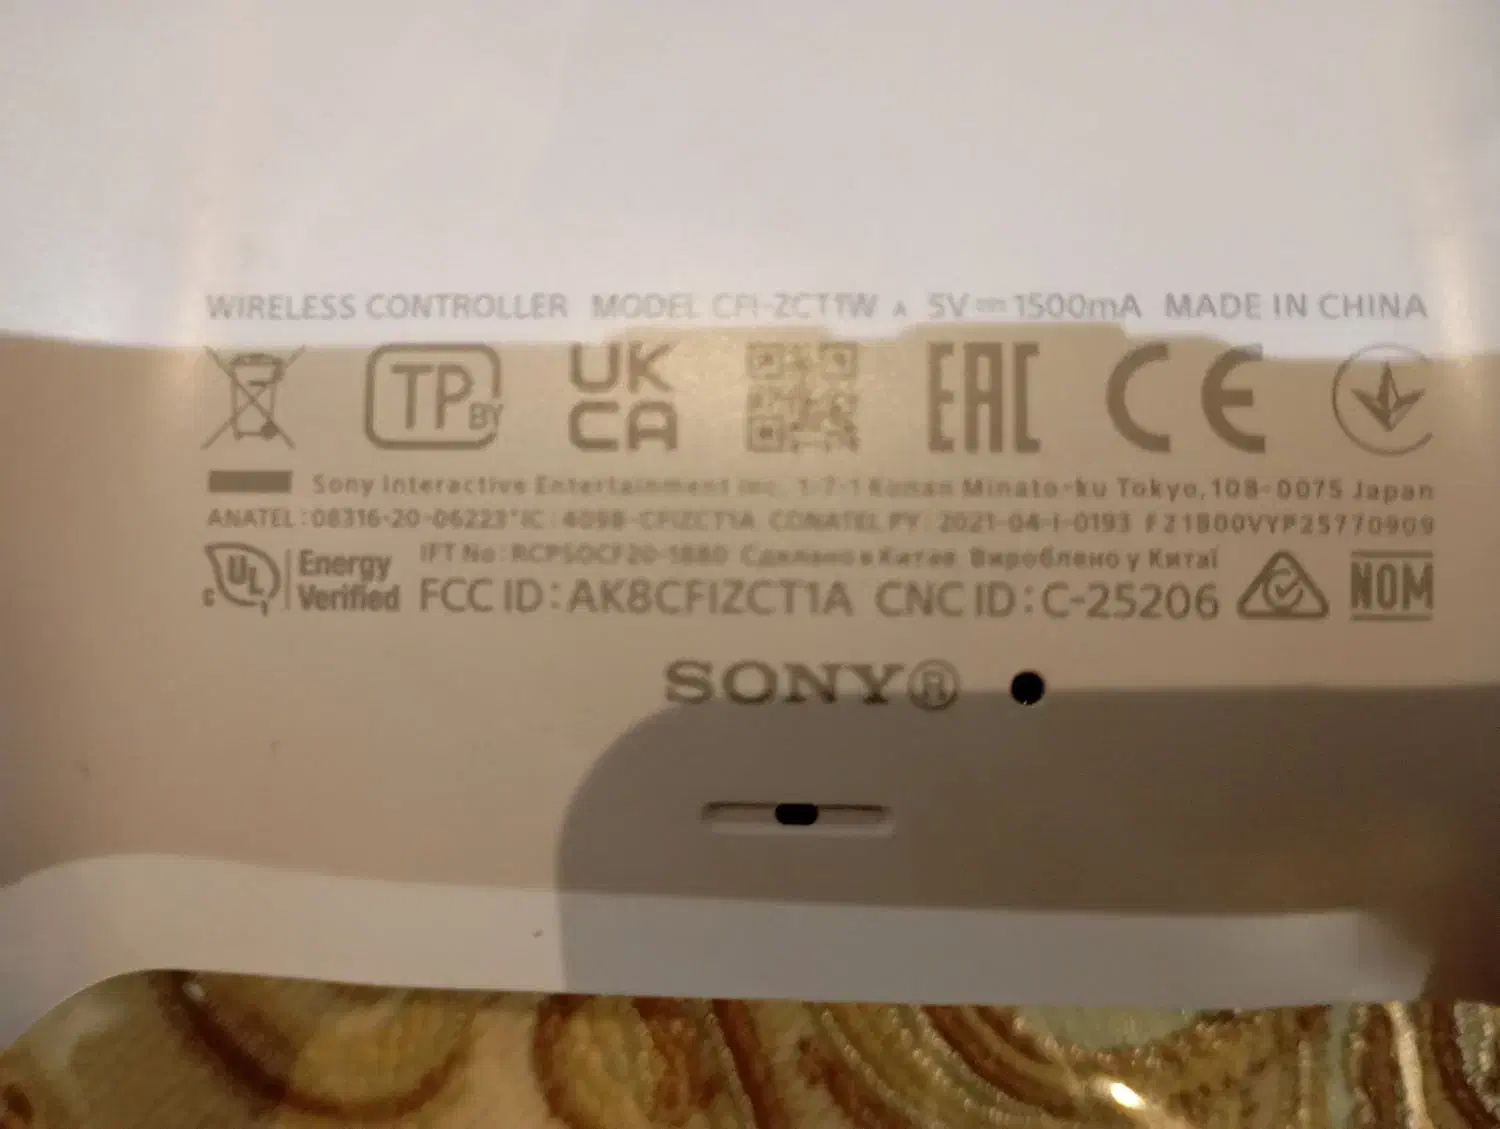 WIRELESS CONTROLLER MODEL CFI-ZCT1W A 5V⎓1500mA MADE IN CHINA
TP BY UK CA EAC CE
Sony Interactive Entertainment Inc. 1-7-1 Konan Minato-ku Tokyo, 108-0075 Japan
ANATEL:08316-20-06223*IC:409B-CFIZCT1A CONATEL PY:2021-04-I-0193 F21B00VYP25770909
c UL Energy Verified IFT No:RCPSOCF20-1880 Сделано в Китае Вироблено у Китаї
FCC ID:AK8CFIZCT1A CNC ID:C-25206 NOM
SONY®